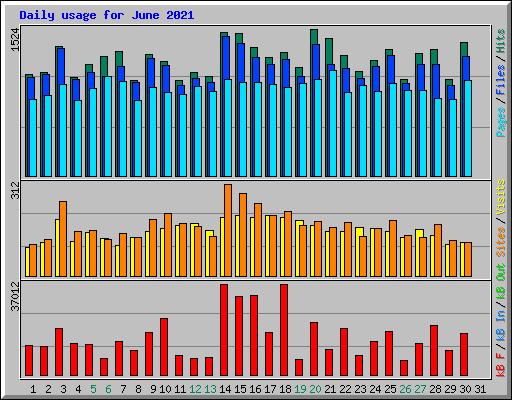 Daily usage for June 2021
1524
Pages / Files / Hits
312
Sites / Visits
37012
kB F / kB In / kB Out
1 2 3 4 5 6 7 8 9 10 11 12 13 14 15 16 17 18 19 20 21 22 23 24 25 26 27 28 29 30 31